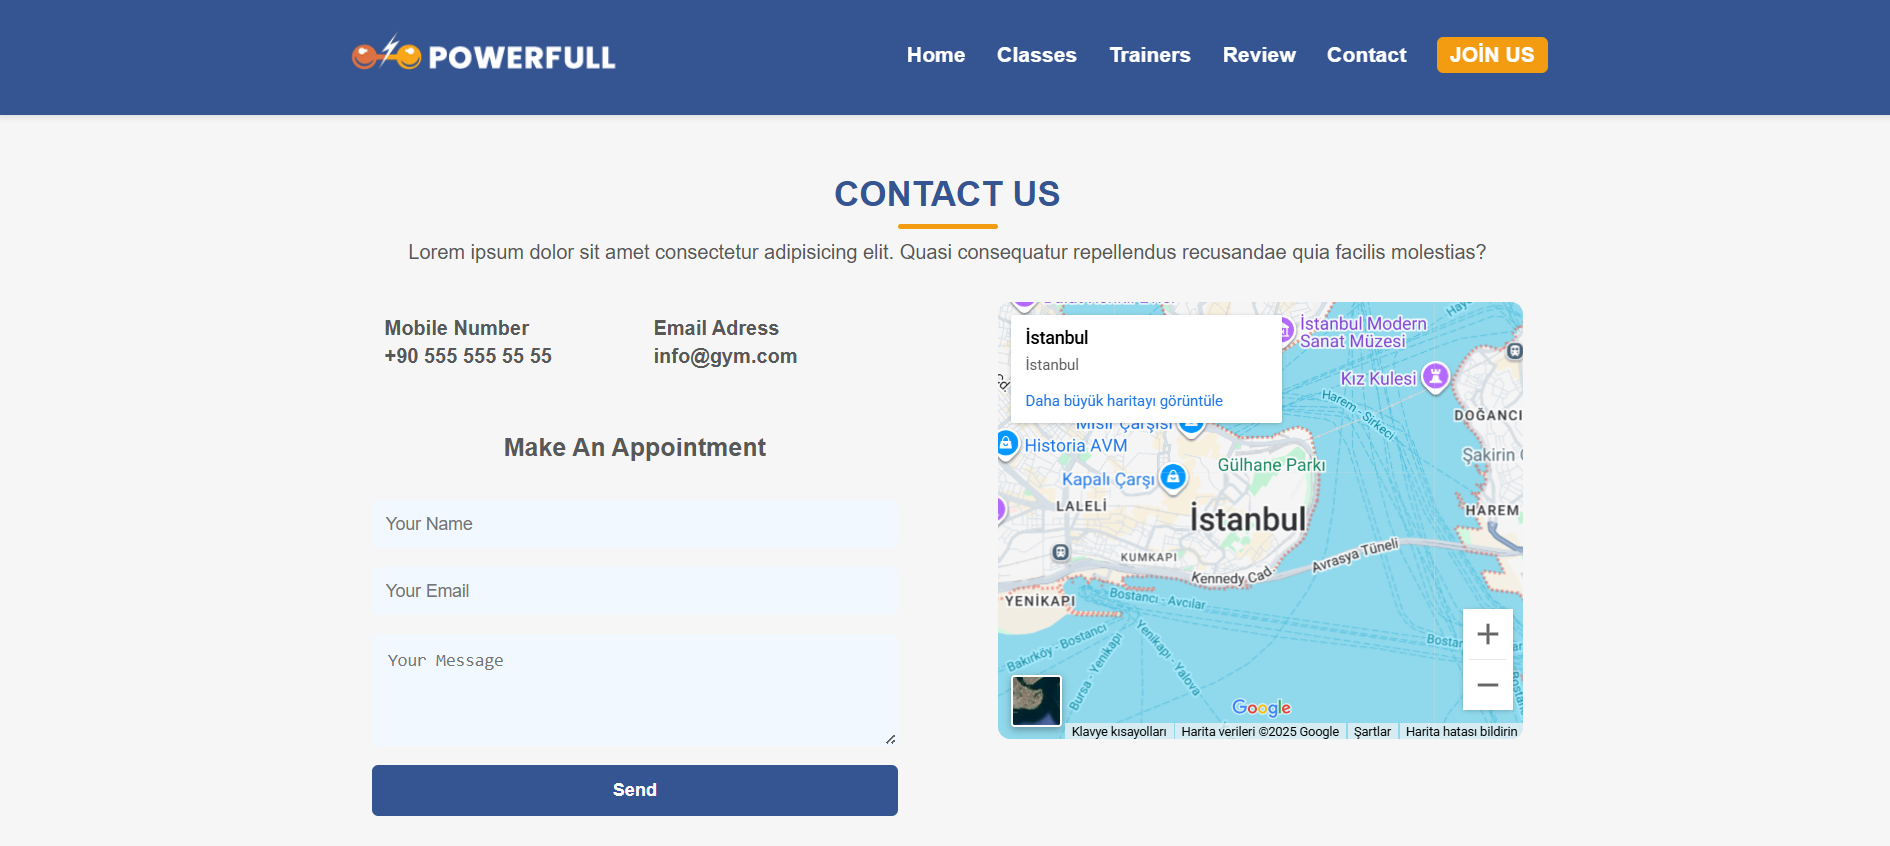 POWERFULL
Home Classes Trainers Review Contact JOİN US
CONTACT US
Lorem ipsum dolor sit amet consectetur adipisicing elit. Quasi consequatur repellendus recusandae quia facilis molestias?
Mobile Number
+90 555 555 55 55
Email Adress
info@gym.com
Make An Appointment
Your Name
Your Email
Your Message
Send
İstanbul
İstanbul
Daha büyük haritayı görüntüle
İstanbul Modern
Sanat Müzesi
Kız Kulesi
DOĞANCI
Harem - Sirkeci
Mısır Çarşısı
Historia AVM
Şakirin
Gülhane Parkı
Kapalı Çarşı
LALELİ
İstanbul
HAREM
KUMKAPI
Avrasya Tüneli
Kennedy Cad.
YENİKAPI
Bostancı - Avcılar
Bakırköy - Bostancı
Bursa - Yenikapı
Yenikapı - Yalova
Google
Klavye kısayolları
Harita verileri ©2025 Google
Şartlar
Harita hatası bildirin